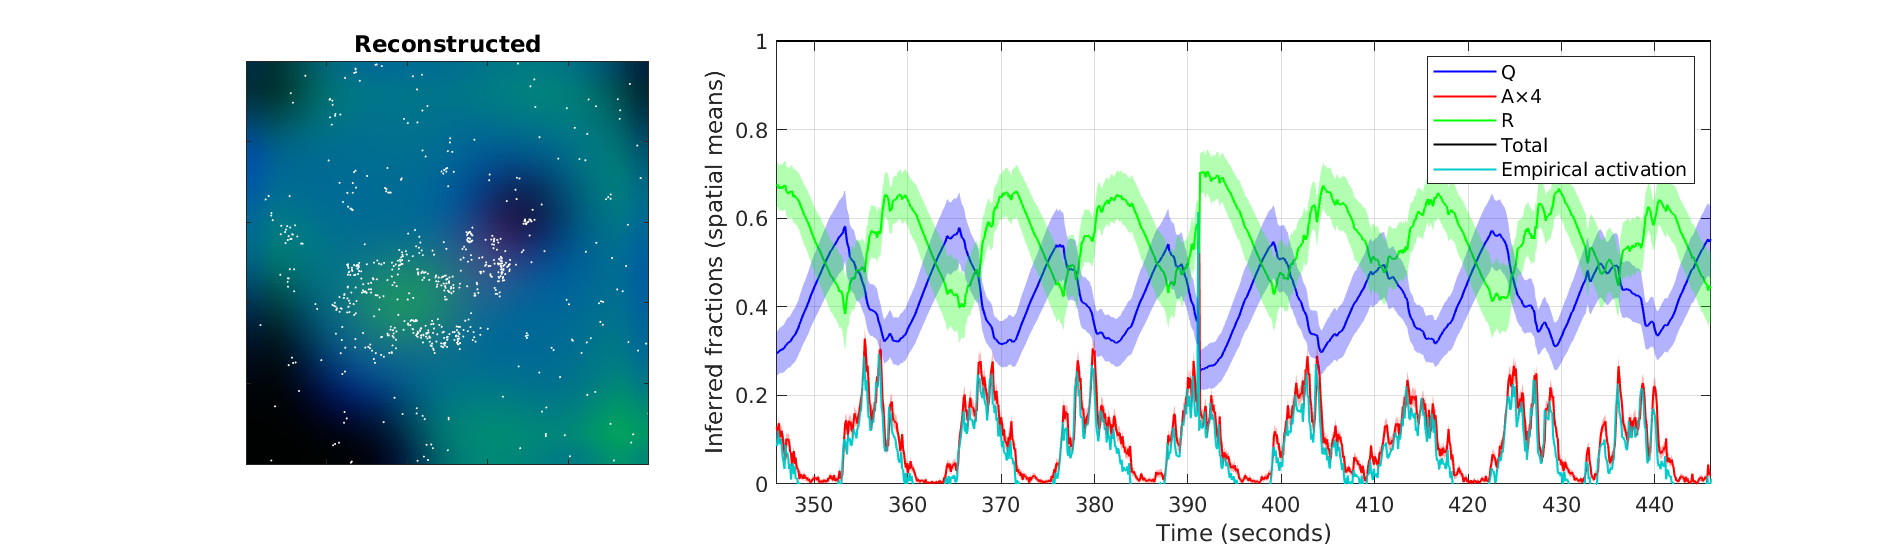 Reconstructed
Inferred fractions (spatial means)
1
0.8
0.6
0.4
0.2
0
Q
A×4
R
Total
Empirical activation
350 360 370 380 390 400 410 420 430 440
Time (seconds)